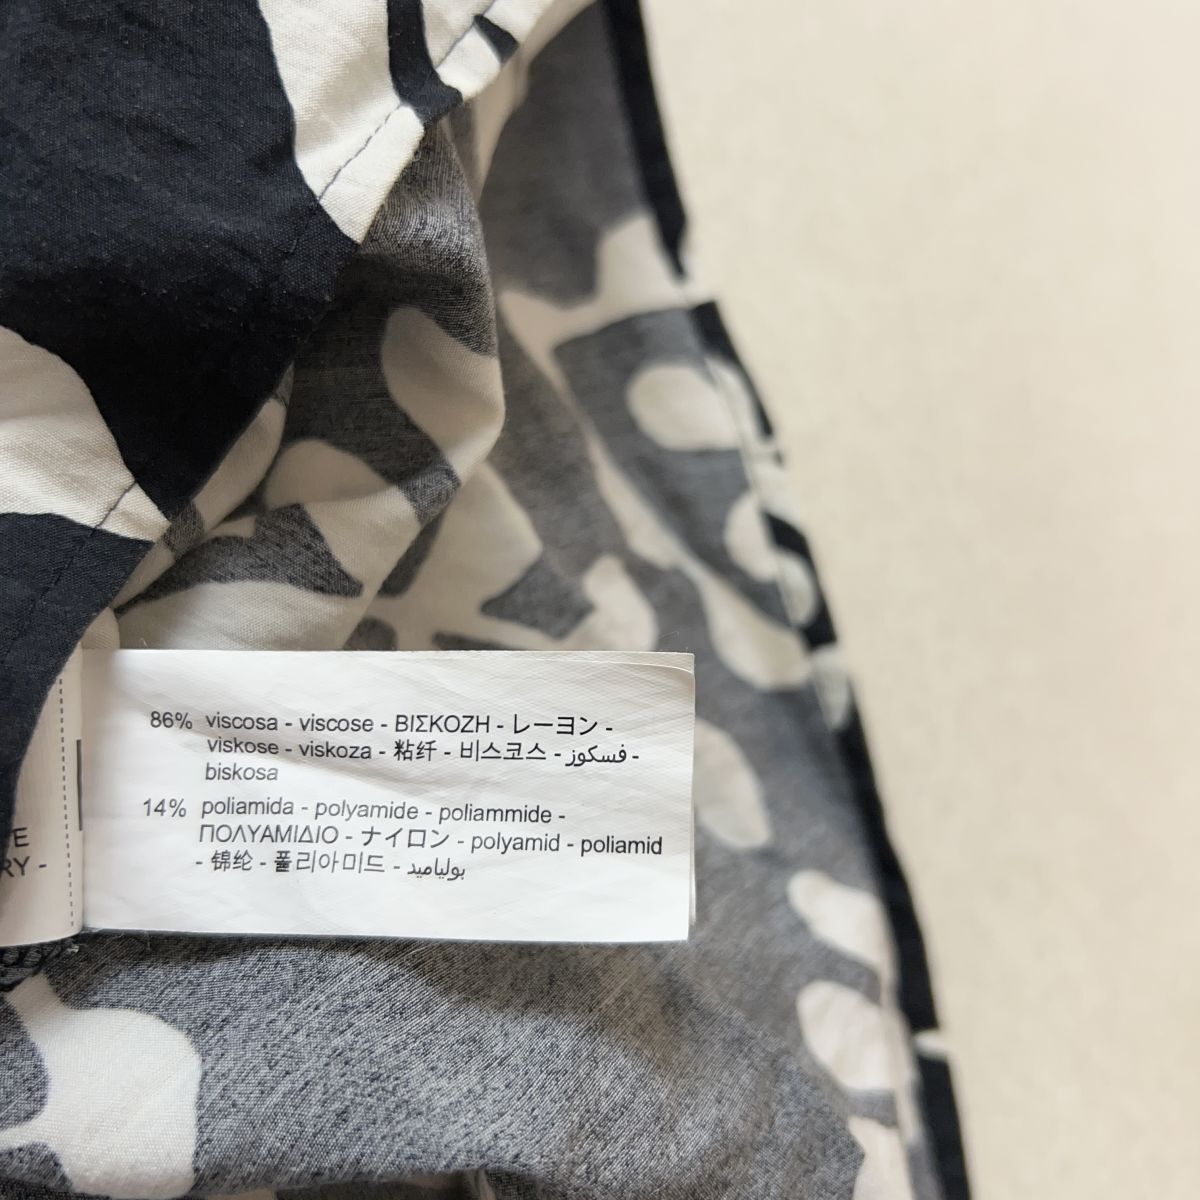 86% viscosa - viscose - ΒΙΣΚΟΖΗ - レーヨン -
viskose - viskoza - 粘纤 - 비스코스 - فسكوز -
biskosa
14% poliamida - polyamide - poliammide -
ΠΟΛΥΑΜΙΔΙΟ - ナイロン - polyamid - poliamid
- 锦纶 - 폴리아미드 - بولياميد